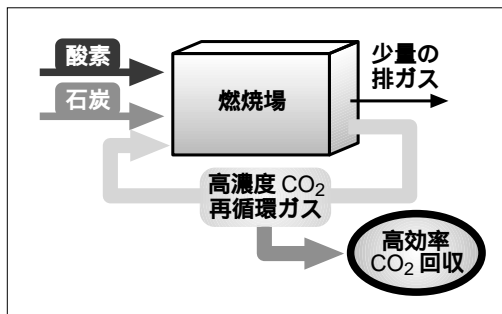 酸素
石炭
燃焼場
少量の
排ガス
高濃度 CO₂
再循環ガス
高効率
CO₂ 回収